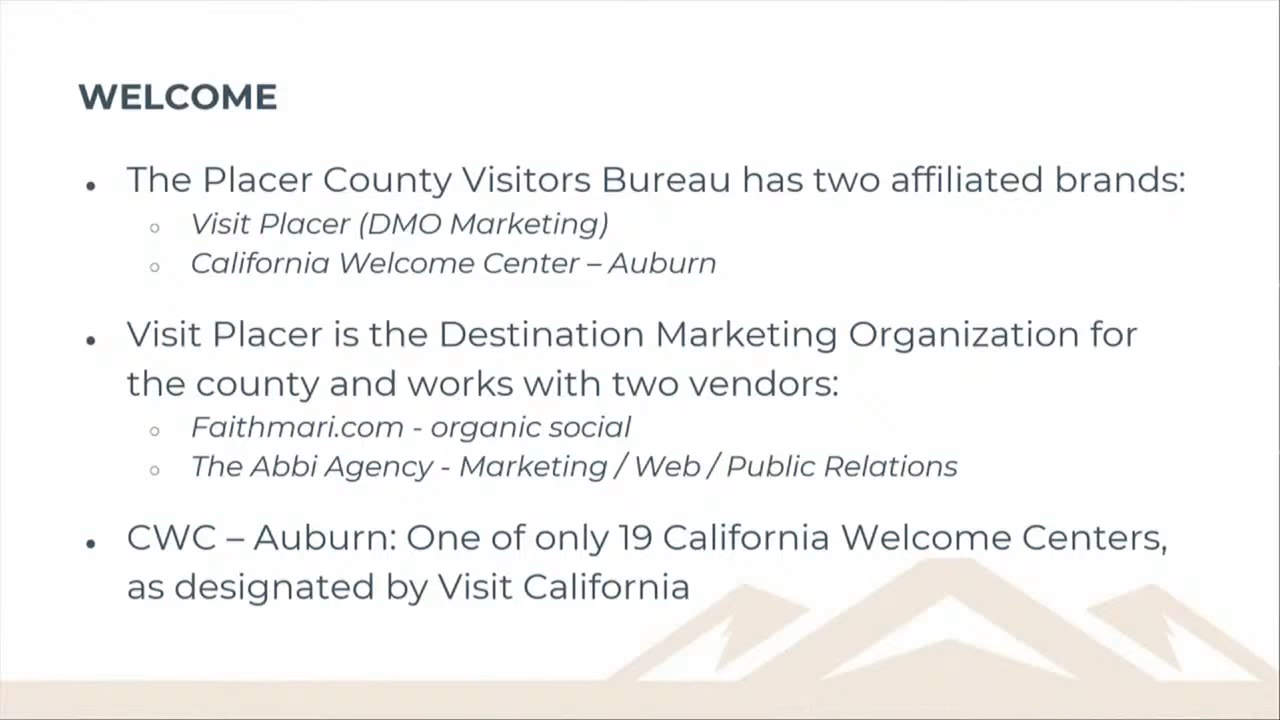 WELCOME
• The Placer County Visitors Bureau has two affiliated brands:
○ Visit Placer (DMO Marketing)
○ California Welcome Center – Auburn
• Visit Placer is the Destination Marketing Organization for
the county and works with two vendors:
○ Faithmari.com - organic social
○ The Abbi Agency - Marketing / Web / Public Relations
• CWC – Auburn: One of only 19 California Welcome Centers,
as designated by Visit California